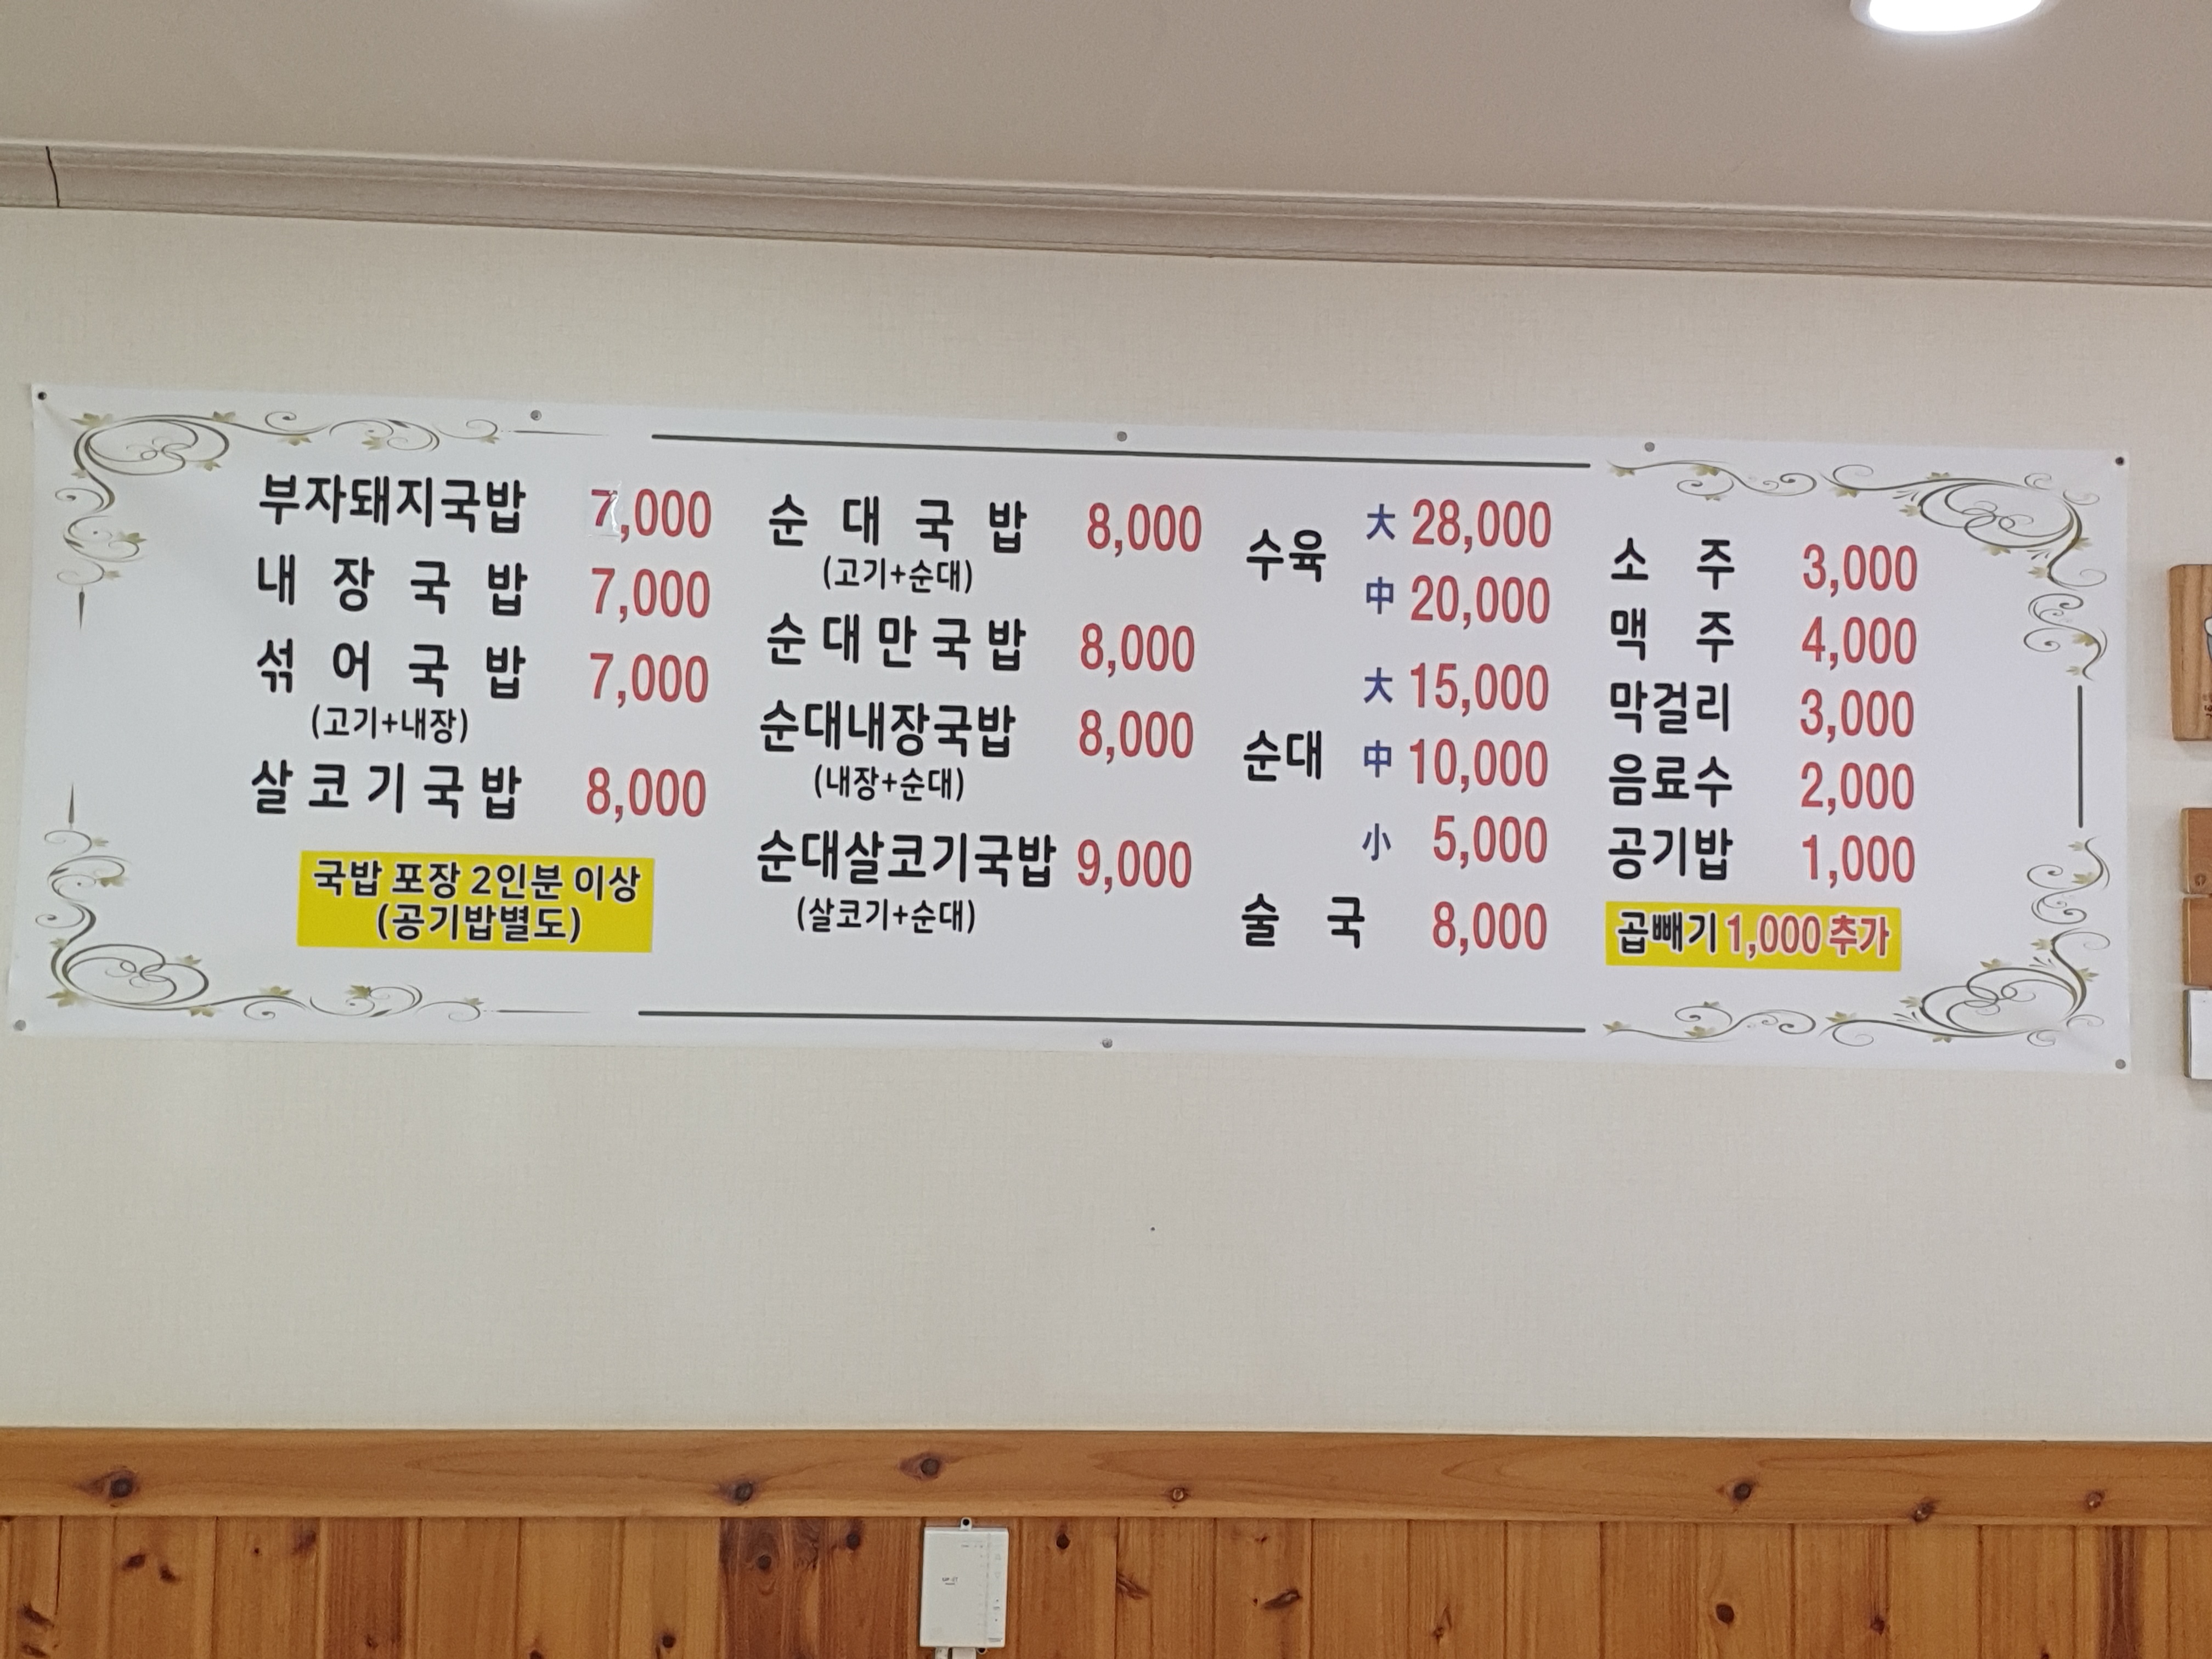 부자돼지국밥 7,000
내장국밥 7,000
섞어국밥 7,000
(고기+내장)
살코기국밥 8,000
국밥 포장 2인분 이상
(공기밥별도)
순대국밥 8,000
(고기+순대)
순대만국밥 8,000
순대내장국밥 8,000
(내장+순대)
순대살코기국밥 9,000
(살코기+순대)
수육 大 28,000
中 20,000
大 15,000
순대 中 10,000
小 5,000
술국 8,000
소주 3,000
맥주 4,000
막걸리 3,000
음료수 2,000
공기밥 1,000
곱빼기 1,000 추가